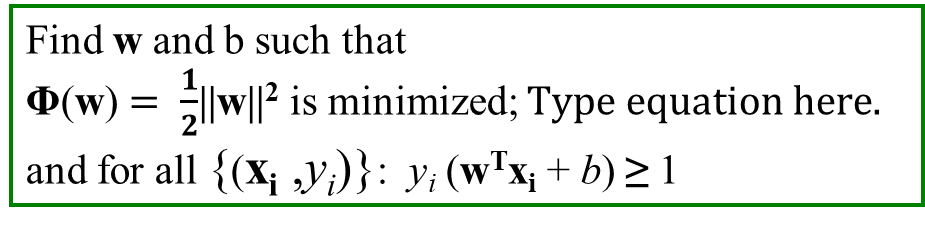 Find w and b such that
Φ(w) = ½||w||² is minimized; Type equation here.
and for all {(xᵢ ,yᵢ)}: yᵢ (wᵀxᵢ + b) ≥ 1